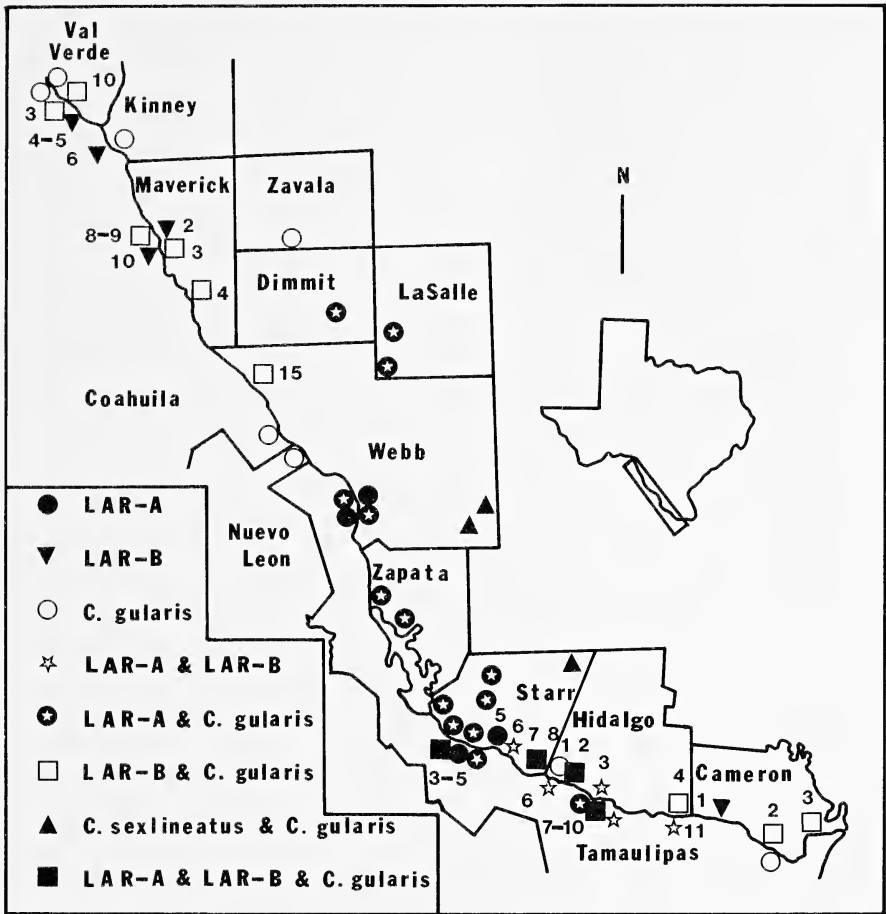 Val
Verde
10
Kinney
3
4-5
6
Maverick
Zavala
N
2
8-9
3
10
Dimmit
LaSalle
4
15
Coahuila
Webb
LAR-A
Nuevo
Leon
LAR-B
Zapata
C. gularis
LAR-A & LAR-B
Starr
Hidalgo
LAR-A & C. gularis
5
6
7
8
1
2
3
4
Cameron
1
2
3
LAR-B & C. gularis
3-5
6
7-10
11
Tamaulipas
C. sexlineatus & C. gularis
LAR-A & LAR-B & C. gularis